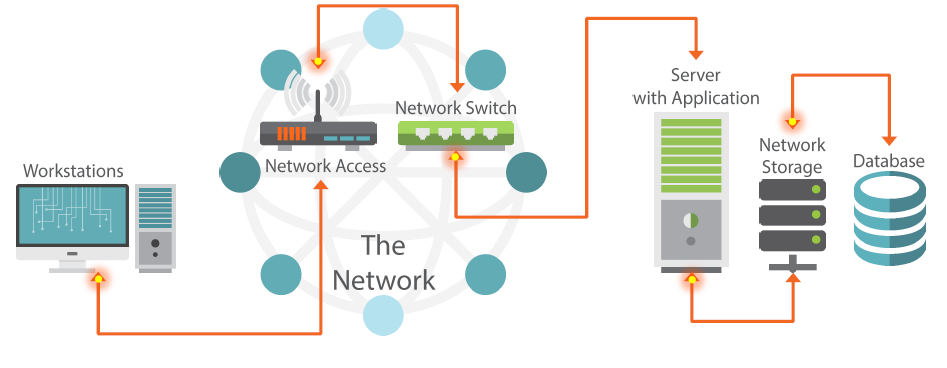 Workstations
Network Access
Network Switch
The
Network
Server
with Application
Network
Storage
Database